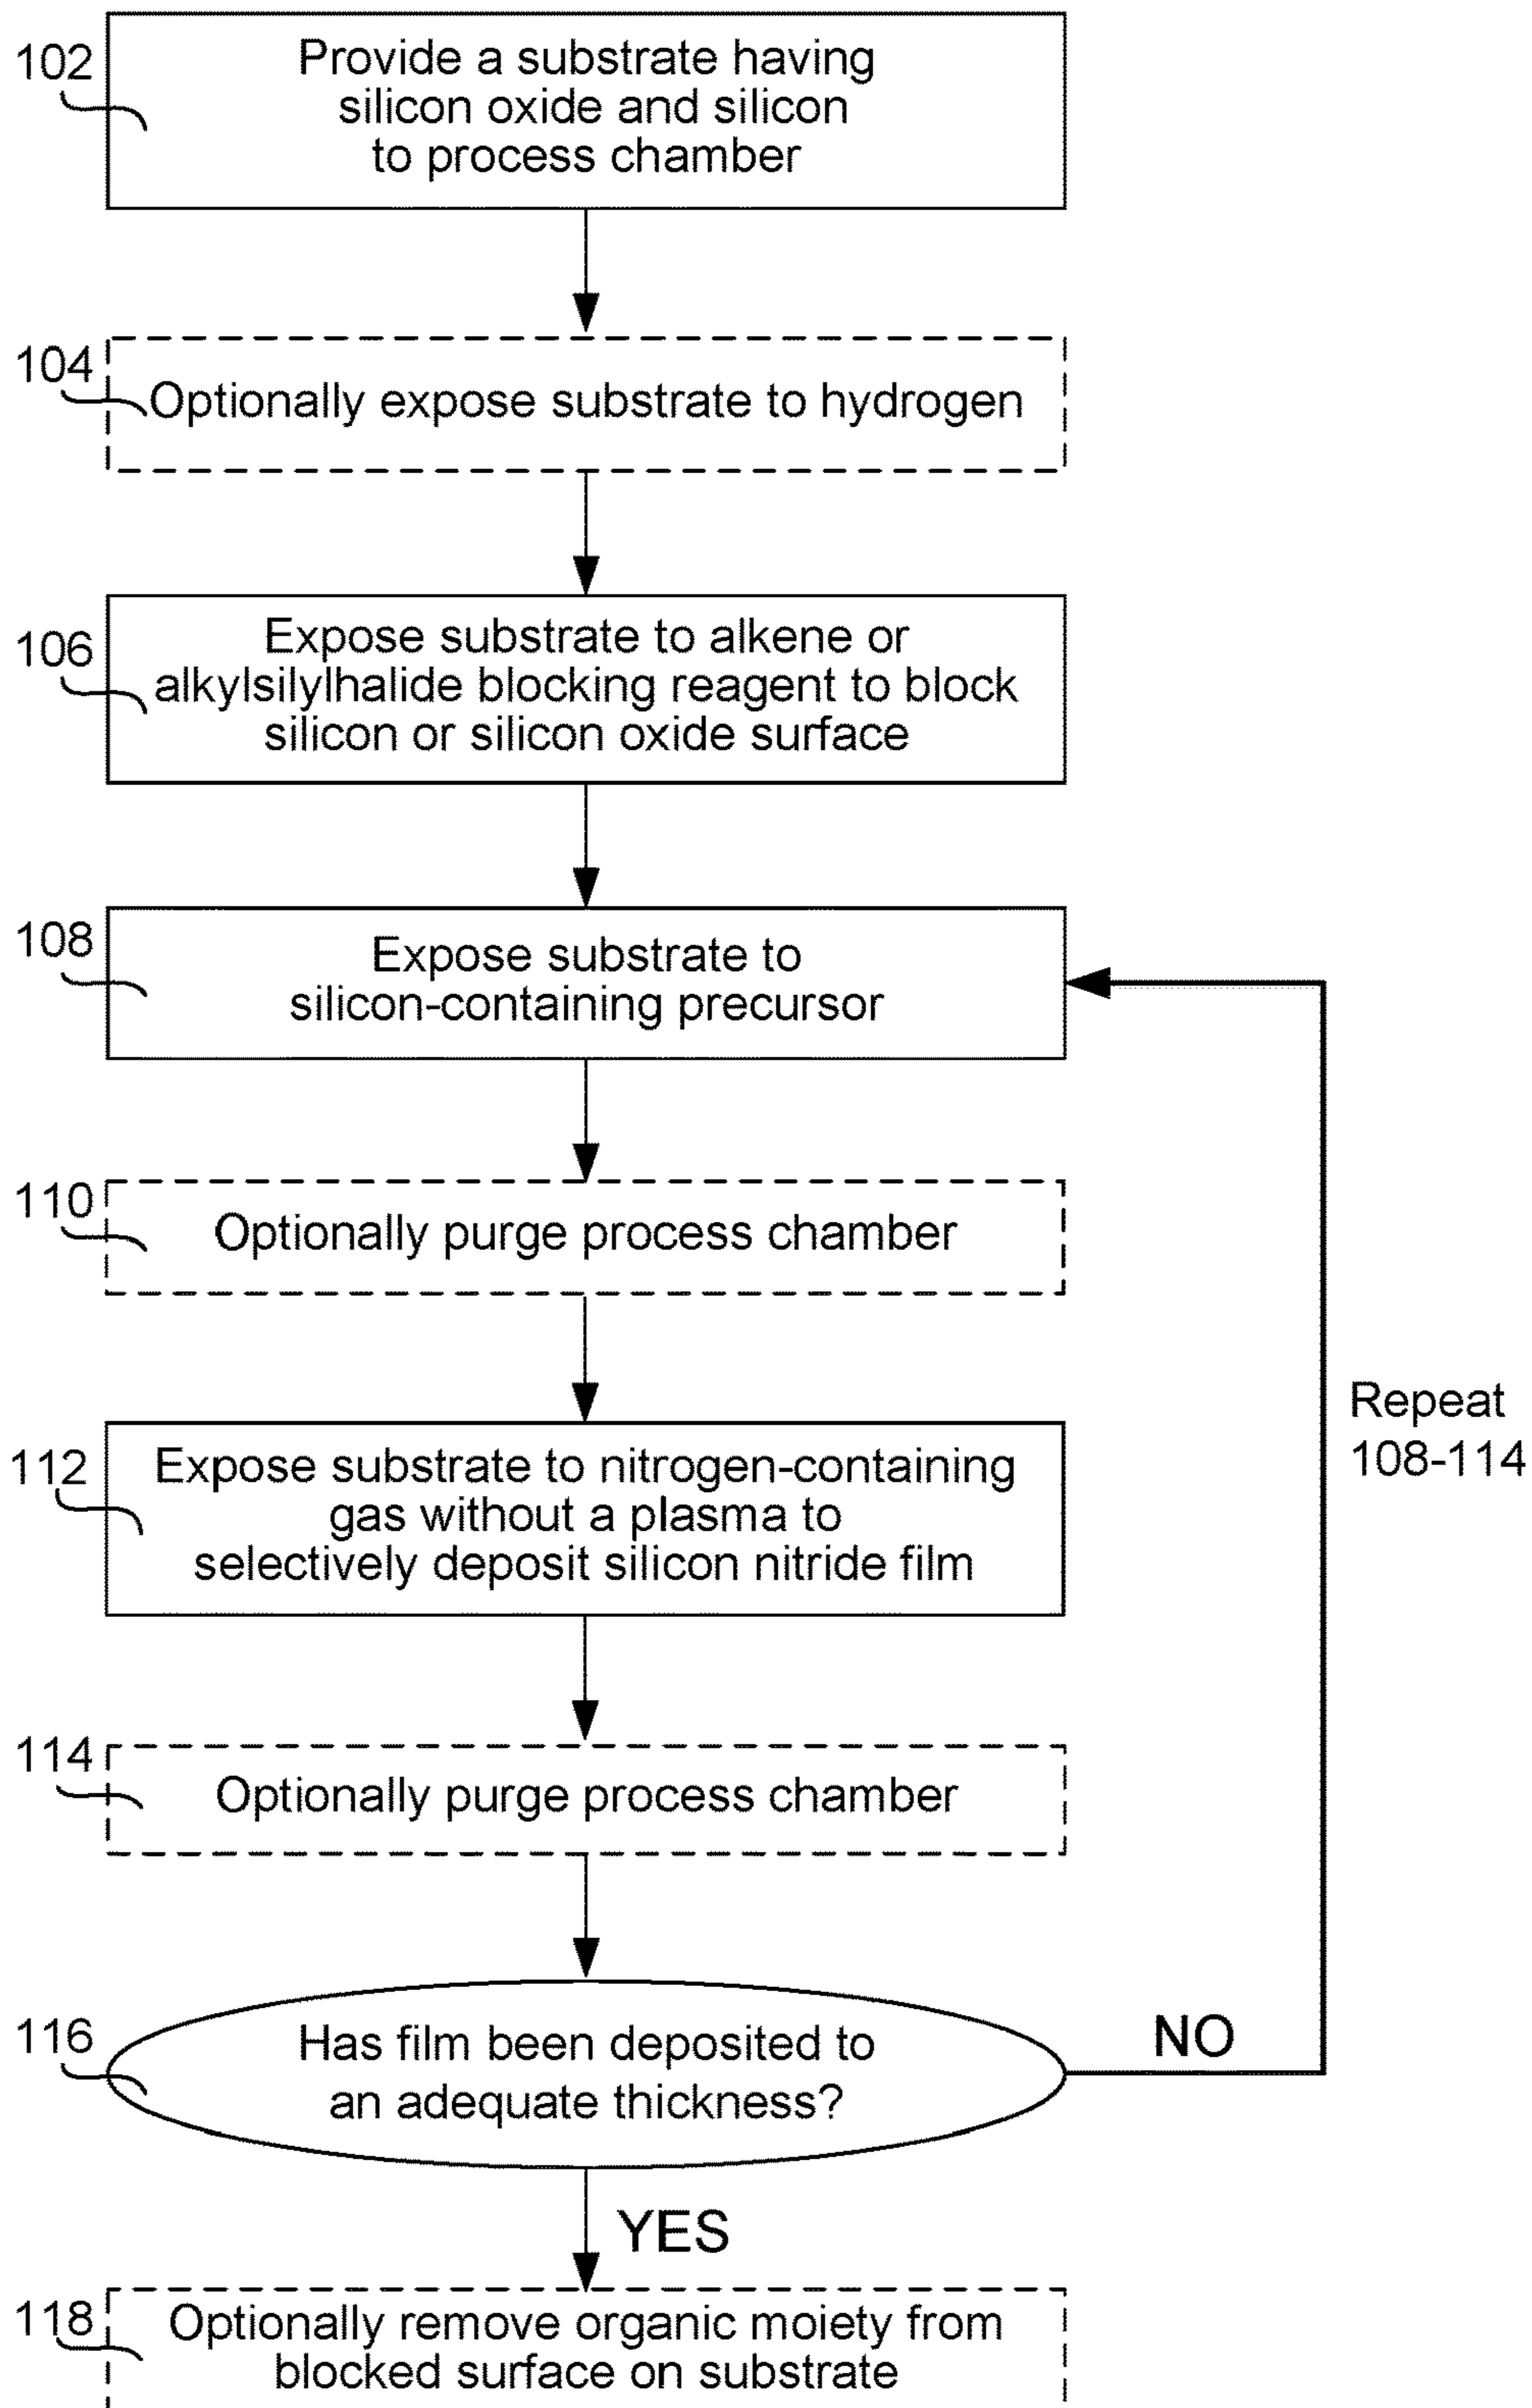 102
Provide a substrate having
silicon oxide and silicon
to process chamber
104
Optionally expose substrate to hydrogen
106
Expose substrate to alkene or
alkylsilylhalide blocking reagent to block
silicon or silicon oxide surface
108
Expose substrate to
silicon-containing precursor
110
Optionally purge process chamber
112
Expose substrate to nitrogen-containing
gas without a plasma to
selectively deposit silicon nitride film
Repeat
108-114
114
Optionally purge process chamber
116
Has film been deposited to
an adequate thickness?
NO
YES
118
Optionally remove organic moiety from
blocked surface on substrate